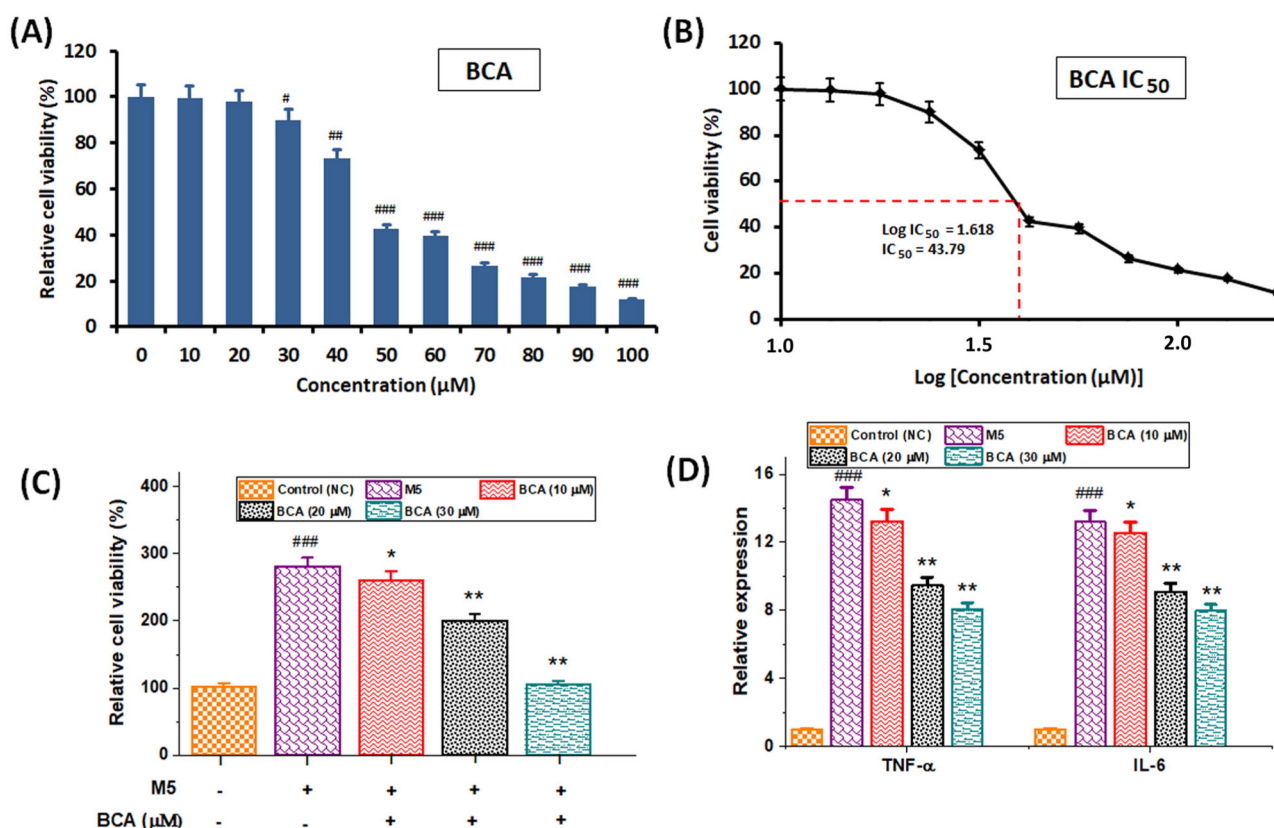 (A)
BCA
Relative cell viability (%)
120
100
80
60
40
20
0
#
##
###
###
###
###
###
###
0 10 20 30 40 50 60 70 80 90 100
Concentration (µM)
(B)
BCA IC50
Cell viability (%)
120
100
80
60
40
20
0
Log IC50 = 1.618
IC50 = 43.79
1.0 1.5 2.0
Log [Concentration (µM)]
(C)
Relative cell viability (%)
400
300
200
100
0
Control (NC) M5 BCA (10 µM)
BCA (20 µM) BCA (30 µM)
###
*
**
**
M5 - + + + +
BCA (µM) - - + + +
(D)
Control (NC) M5 BCA (10 µM)
BCA (20 µM) BCA (30 µM)
Relative expression
16
12
8
4
0
### * ** **
### * ** **
TNF-α IL-6